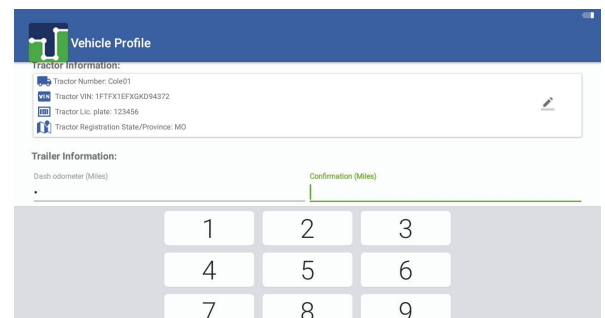 Vehicle Profile
Tractor Information:
Tractor Number: Cole01
VIN Tractor VIN: 1FTFX1EFXGKD94372
Tractor Lic. plate: 123456
Tractor Registration State/Province: MO
Trailer Information:
Dash odometer (Miles) Confirmation (Miles)
•
1 2 3
4 5 6
7 8 9